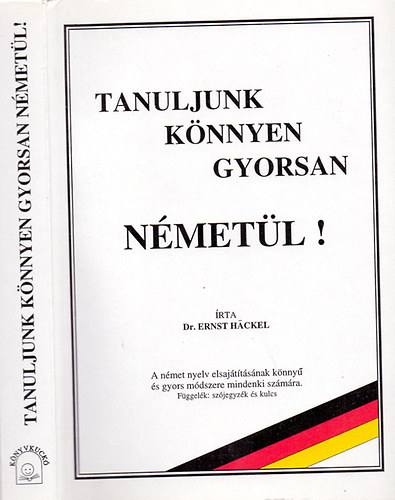 TANULJUNK KÖNNYEN GYORSAN NÉMETÜL!
KÖNYVKUCKÓ
TANULJUNK
KÖNNYEN
GYORSAN
NÉMETÜL !
ÍRTA
Dr. ERNST HÄCKEL
A német nyelv elsajátításának könnyű
és gyors módszere mindenki számára.
Függelék: szójegyzék és kulcs